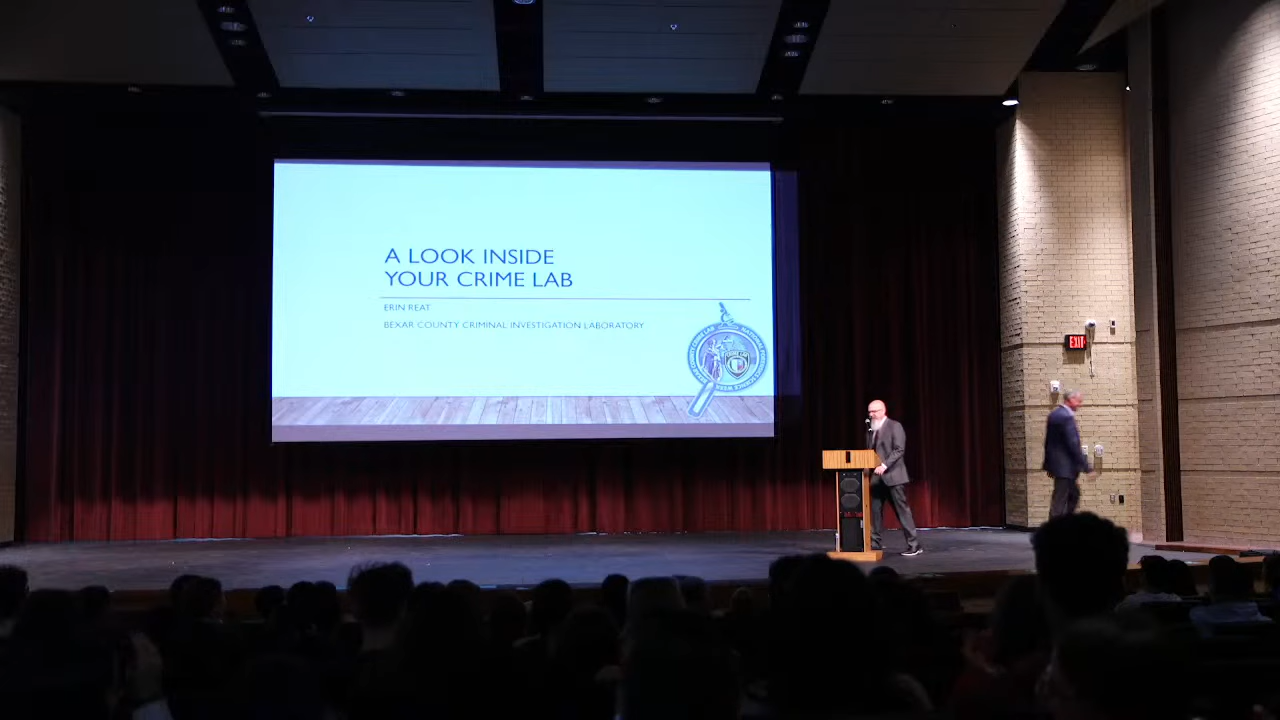 A LOOK INSIDE
YOUR CRIME LAB
ERIN REAT
BEXAR COUNTY CRIMINAL INVESTIGATION LABORATORY
EXIT